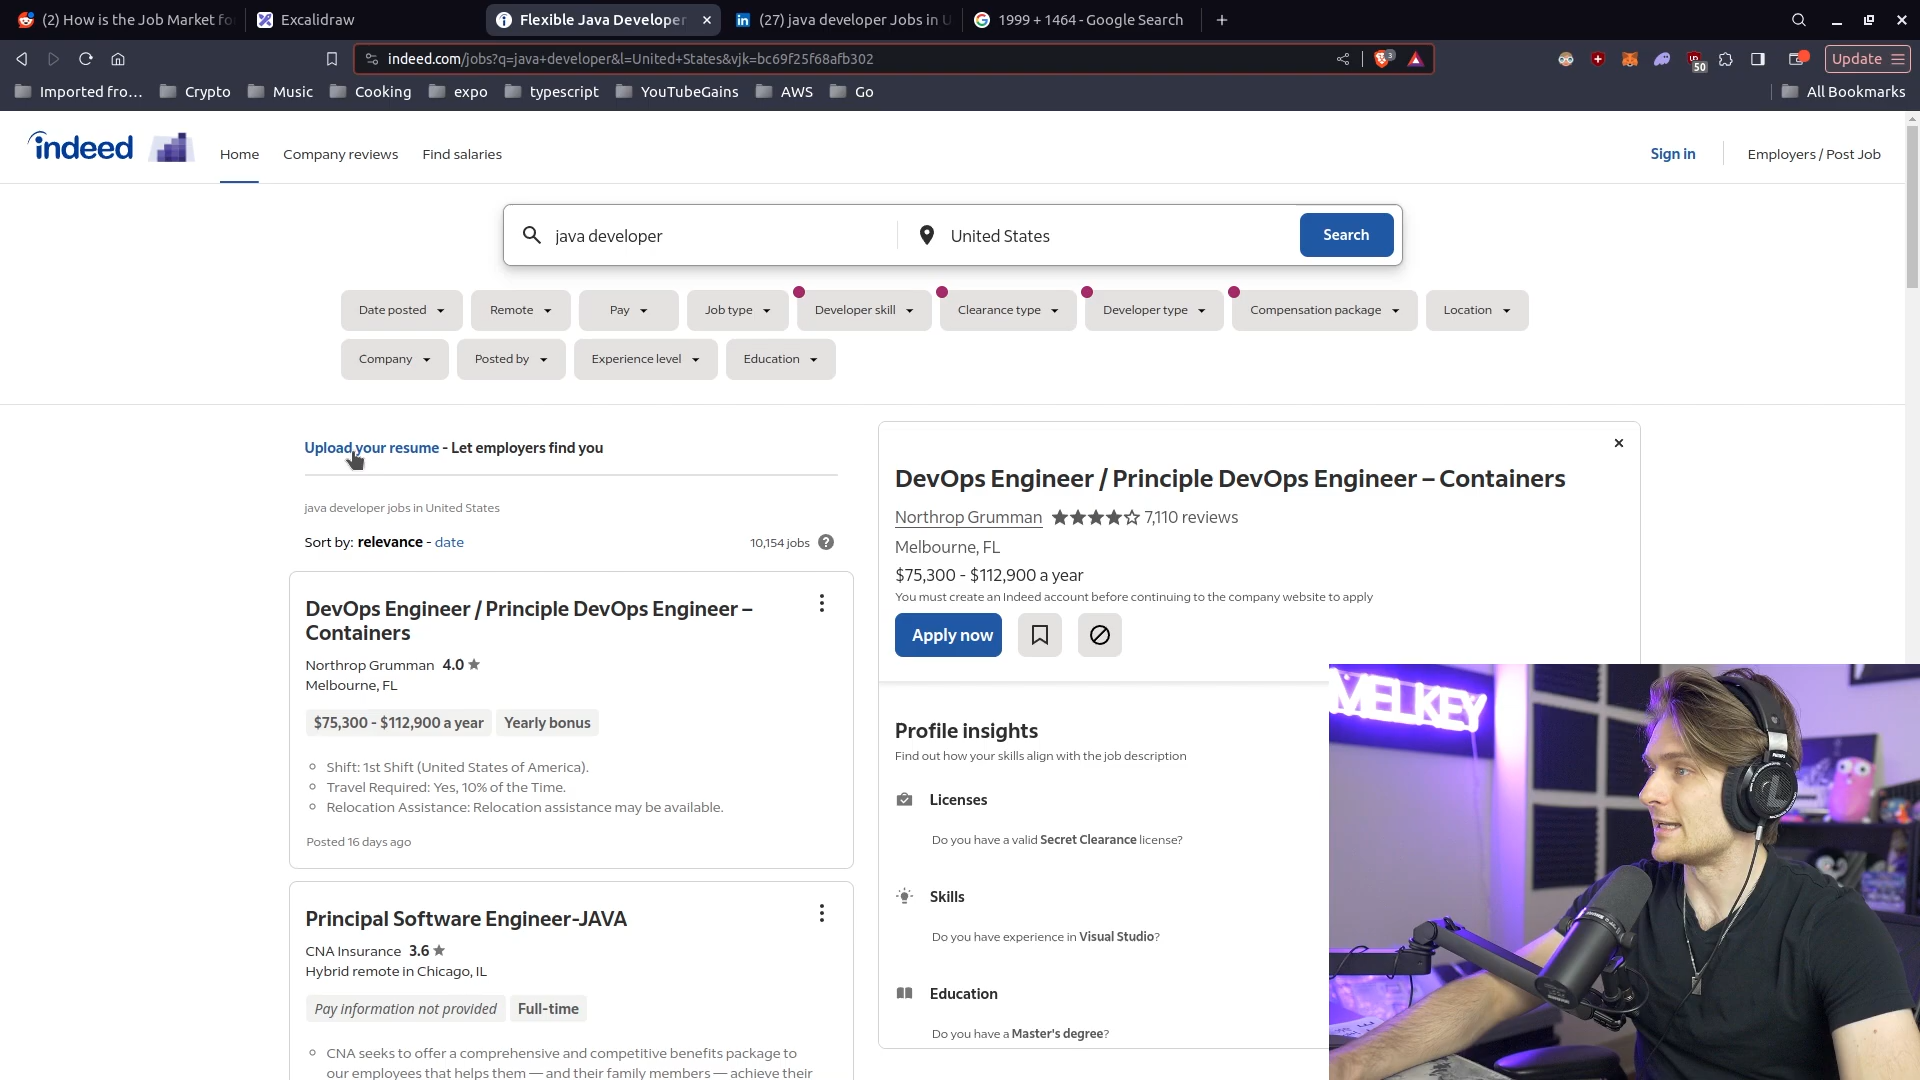 (2) How is the Job Market fo
Excalidraw
Flexible Java Developer
(27) java developer Jobs in U
1999 + 1464 - Google Search
indeed.com/jobs?q=java+developer&l=United+States&vjk=bc69f25f68afb302
3
50
Update
Imported fro...
Crypto
Music
Cooking
expo
typescript
YouTubeGains
AWS
Go
All Bookmarks
indeed
Home
Company reviews
Find salaries
Sign in
Employers / Post Job
java developer
United States
Search
Date posted
Remote
Pay
Job type
Developer skill
Clearance type
Developer type
Compensation package
Location
Company
Posted by
Experience level
Education
Upload your resume - Let employers find you
java developer jobs in United States
Sort by: relevance - date
10,154 jobs
DevOps Engineer / Principle DevOps Engineer –
Containers
Northrop Grumman 4.0
Melbourne, FL
$75,300 - $112,900 a year
Yearly bonus
Shift: 1st Shift (United States of America).
Travel Required: Yes, 10% of the Time.
Relocation Assistance: Relocation assistance may be available.
Posted 16 days ago
Principal Software Engineer-JAVA
CNA Insurance 3.6
Hybrid remote in Chicago, IL
Pay information not provided
Full-time
CNA seeks to offer a comprehensive and competitive benefits package to
our employees that helps them — and their family members — achieve their
DevOps Engineer / Principle DevOps Engineer – Containers
Northrop Grumman
7,110 reviews
Melbourne, FL
$75,300 - $112,900 a year
You must create an Indeed account before continuing to the company website to apply
Apply now
Profile insights
Find out how your skills align with the job description
Licenses
Do you have a valid Secret Clearance license?
Skills
Do you have experience in Visual Studio?
Education
Do you have a Master's degree?
MELKEY